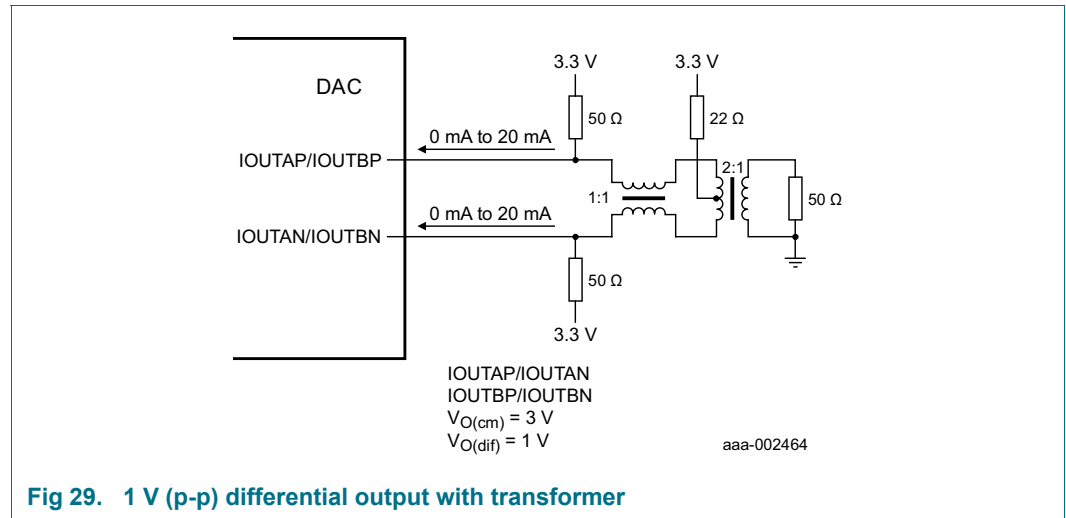 3.3 V
3.3 V
DAC
50 Ω
22 Ω
0 mA to 20 mA
IOUTAP/IOUTBP
2:1
1:1
50 Ω
0 mA to 20 mA
IOUTAN/IOUTBN
50 Ω
3.3 V
IOUTAP/IOUTAN
IOUTBP/IOUTBN
VO(cm) = 3 V
VO(dif) = 1 V
aaa-002464
Fig 29. 1 V (p-p) differential output with transformer